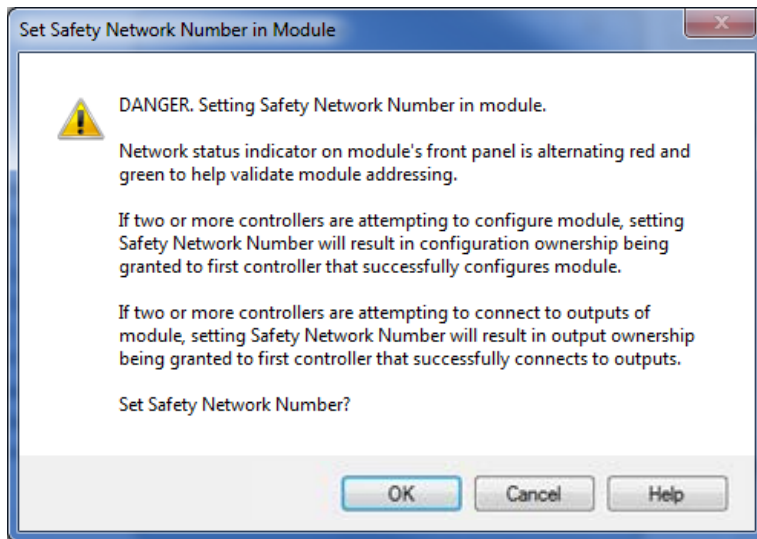 Set Safety Network Number in Module
DANGER. Setting Safety Network Number in module.
Network status indicator on module's front panel is alternating red and
green to help validate module addressing.
If two or more controllers are attempting to configure module, setting
Safety Network Number will result in configuration ownership being
granted to first controller that successfully configures module.
If two or more controllers are attempting to connect to outputs of
module, setting Safety Network Number will result in output ownership
being granted to first controller that successfully connects to outputs.
Set Safety Network Number?
OK Cancel Help